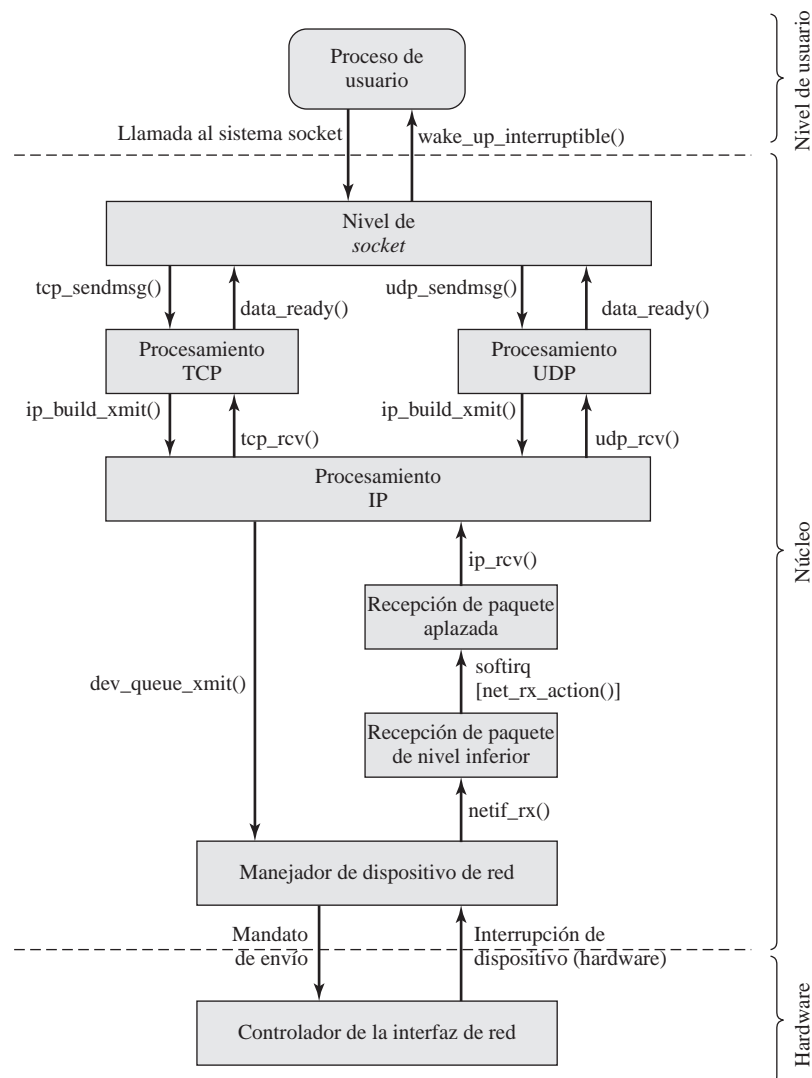 Proceso de
usuario
Nivel de usuario
Llamada al sistema socket
wake_up_interruptible()
Nivel de
socket
tcp_sendmsg()
data_ready()
udp_sendmsg()
data_ready()
Procesamiento
TCP
Procesamiento
UDP
ip_build_xmit()
tcp_rcv()
ip_build_xmit()
udp_rcv()
Procesamiento
IP
Núcleo
ip_rcv()
Recepción de paquete
aplazada
softirq
[net_rx_action()]
dev_queue_xmit()
Recepción de paquete
de nivel inferior
netif_rx()
Manejador de dispositivo de red
Mandato
de envío
Interrupción de
dispositivo (hardware)
Controlador de la interfaz de red
Hardware